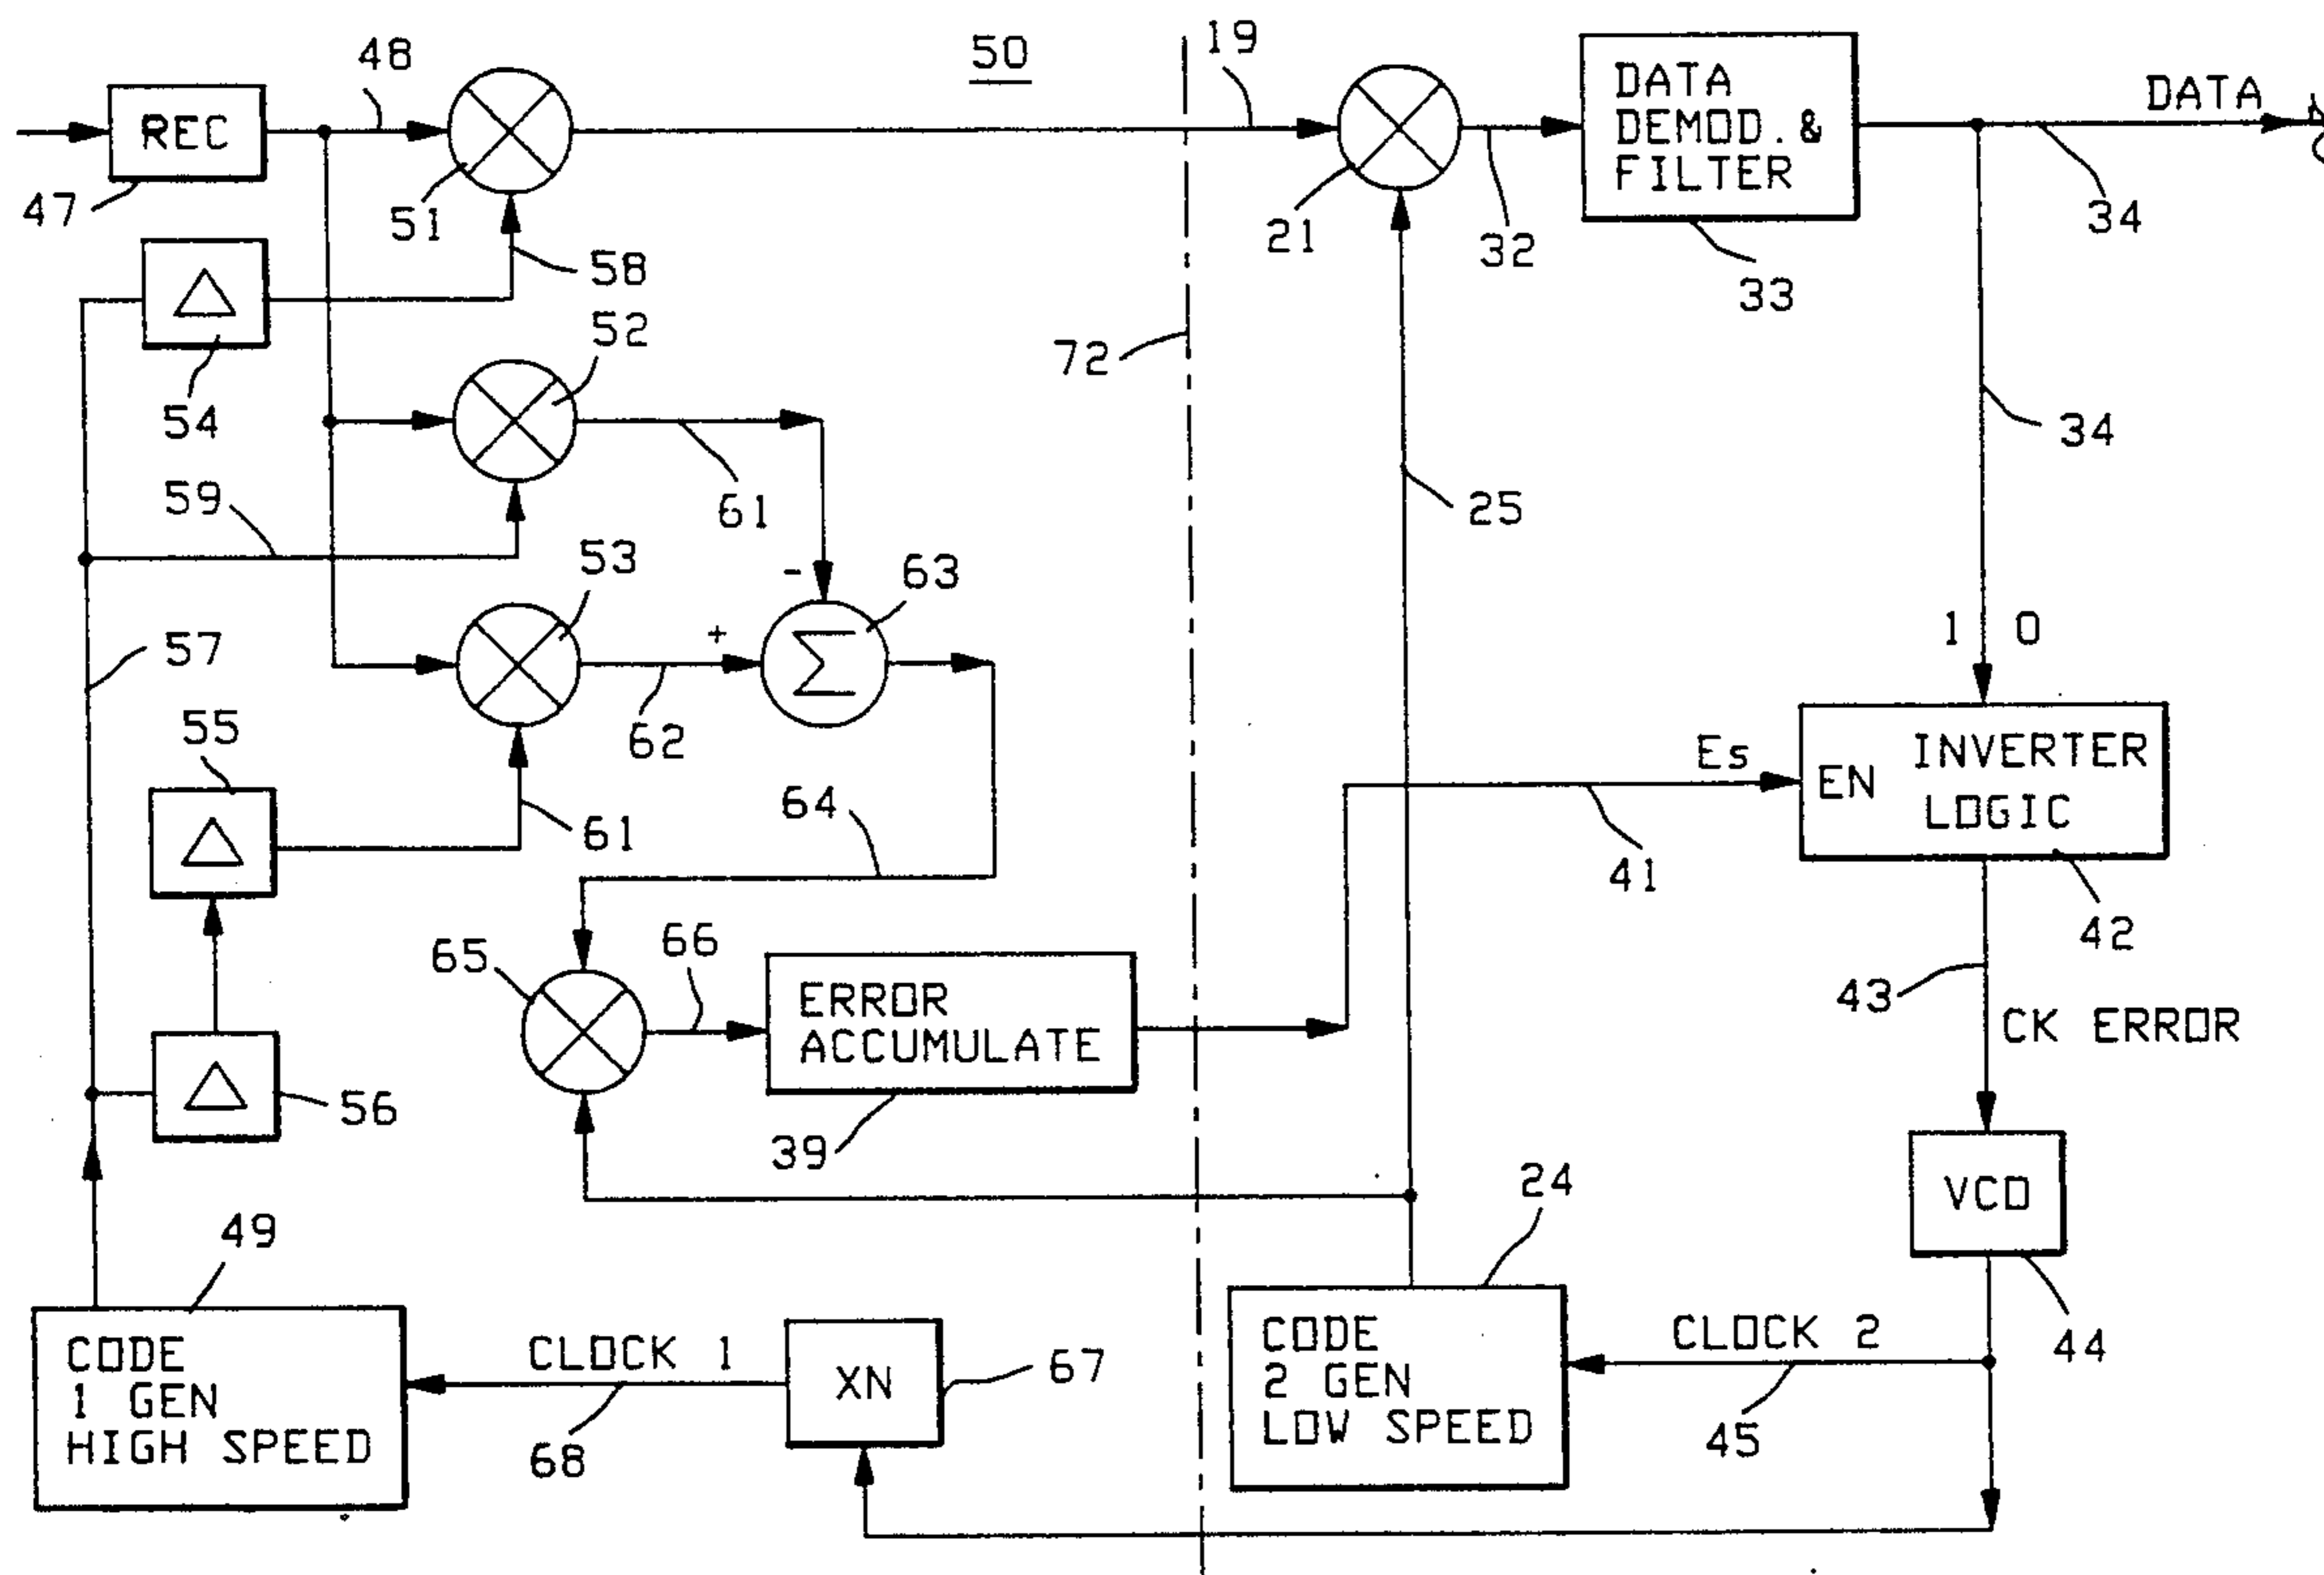 50
19
48
REC
DATA
DEMOD.&
FILTER
DATA
47
51
21
32
34
33
58
52
72
54
34
59
61
25
53
-
63
1 0
57
+
62
55
Es
EN INVERTER
LOGIC
64
61
41
42
65
66
43
ERROR
ACCUMULATE
CK ERROR
56
39
24
VCO
49
CODE
1 GEN
HIGH SPEED
CLOCK 1
XN
67
CODE
2 GEN
LOW SPEED
CLOCK 2
44
68
45
Σ
Δ
Δ
Δ